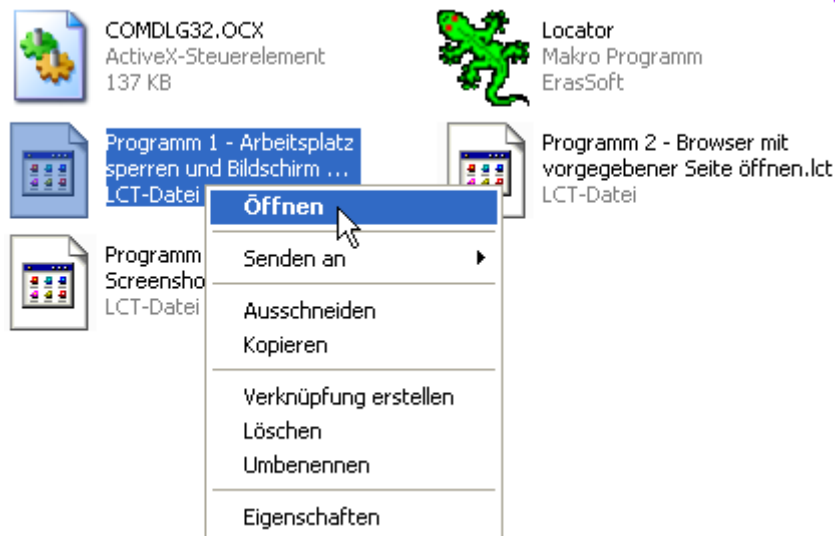 COMDLG32.OCX
ActiveX-Steuerelement
137 KB
Locator
Makro Programm
ErasSoft
Programm 1 - Arbeitsplatz
sperren und Bildschirm ...
LCT-Datei
Programm 2 - Browser mit
vorgegebener Seite öffnen.lct
LCT-Datei
Programm
Screensho
LCT-Datei
Öffnen
Senden an
Ausschneiden
Kopieren
Verknüpfung erstellen
Löschen
Umbenennen
Eigenschaften